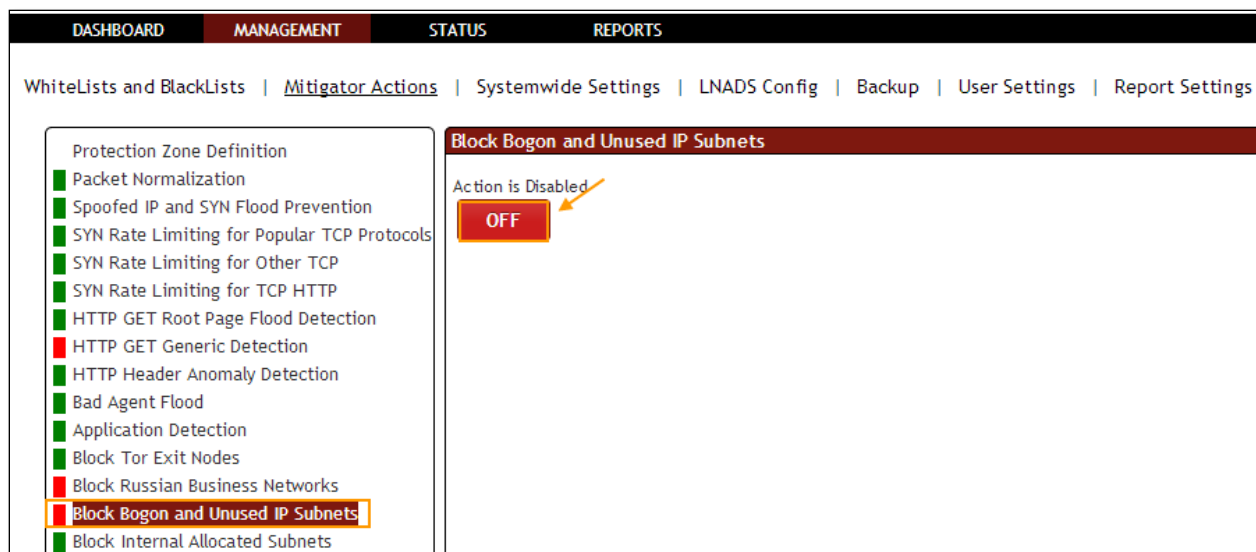 DASHBOARD MANAGEMENT STATUS REPORTS
WhiteLists and BlackLists | Mitigator Actions | Systemwide Settings | LNADS Config | Backup | User Settings | Report Settings
Protection Zone Definition
Packet Normalization
Spoofed IP and SYN Flood Prevention
SYN Rate Limiting for Popular TCP Protocols
SYN Rate Limiting for Other TCP
SYN Rate Limiting for TCP HTTP
HTTP GET Root Page Flood Detection
HTTP GET Generic Detection
HTTP Header Anomaly Detection
Bad Agent Flood
Application Detection
Block Tor Exit Nodes
Block Russian Business Networks
Block Bogon and Unused IP Subnets
Block Internal Allocated Subnets
Block Bogon and Unused IP Subnets
Action is Disabled
OFF